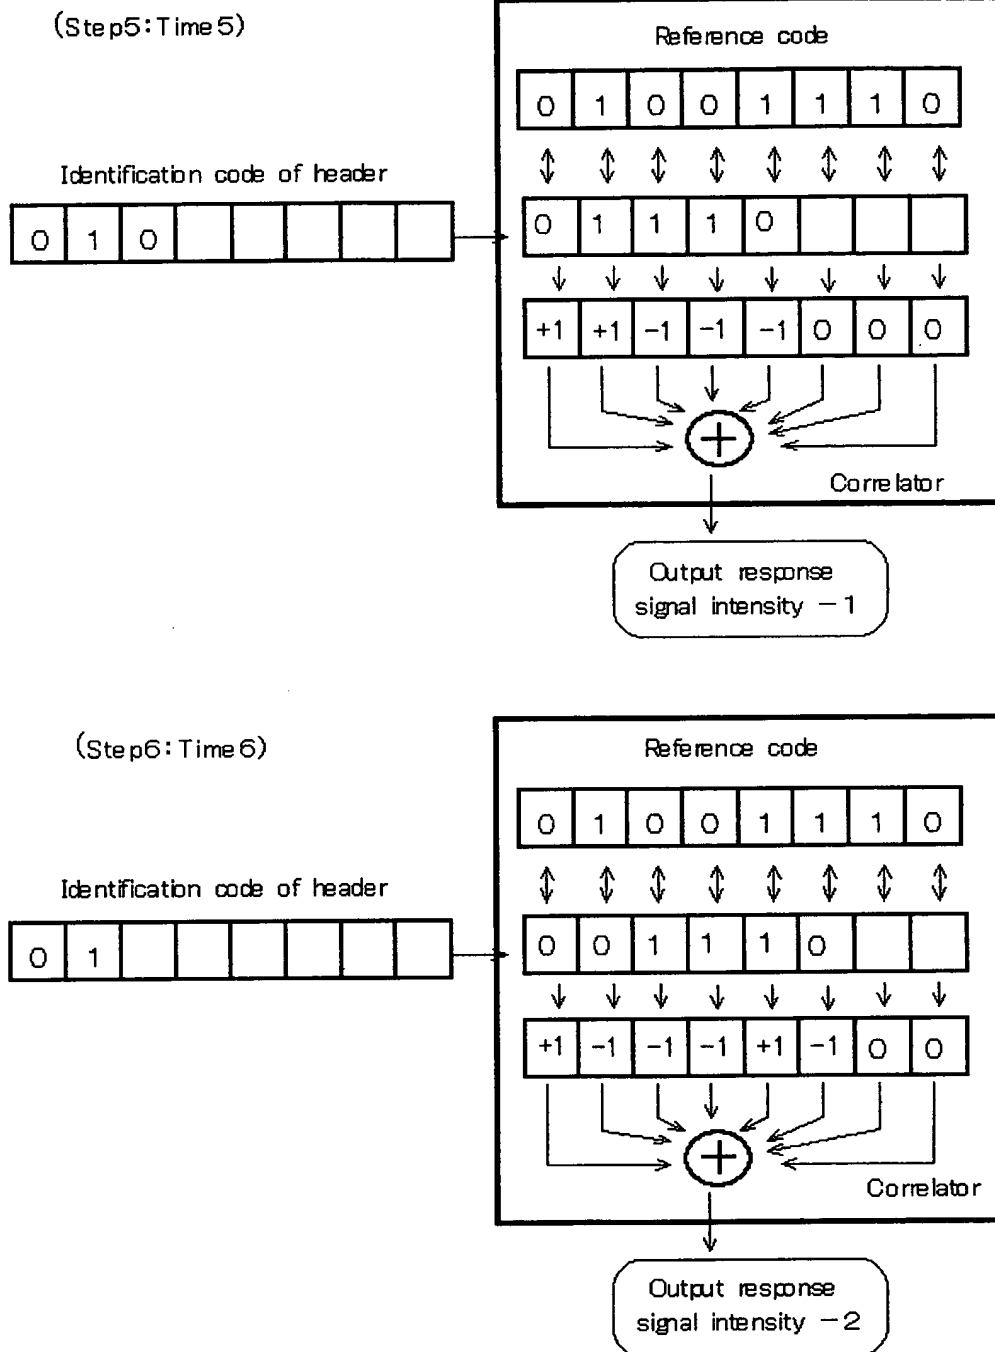 (Step5:Time5)
Reference code
0 1 0 0 1 1 1 0
Identification code of header
0 1 0
0 1 1 1 0
+1 +1 -1 -1 -1 0 0 0
+
Correlator
Output response
signal intensity -1
(Step6:Time6)
Reference code
0 1 0 0 1 1 1 0
Identification code of header
0 1
0 0 1 1 1 0
+1 -1 -1 -1 +1 -1 0 0
+
Correlator
Output response
signal intensity -2